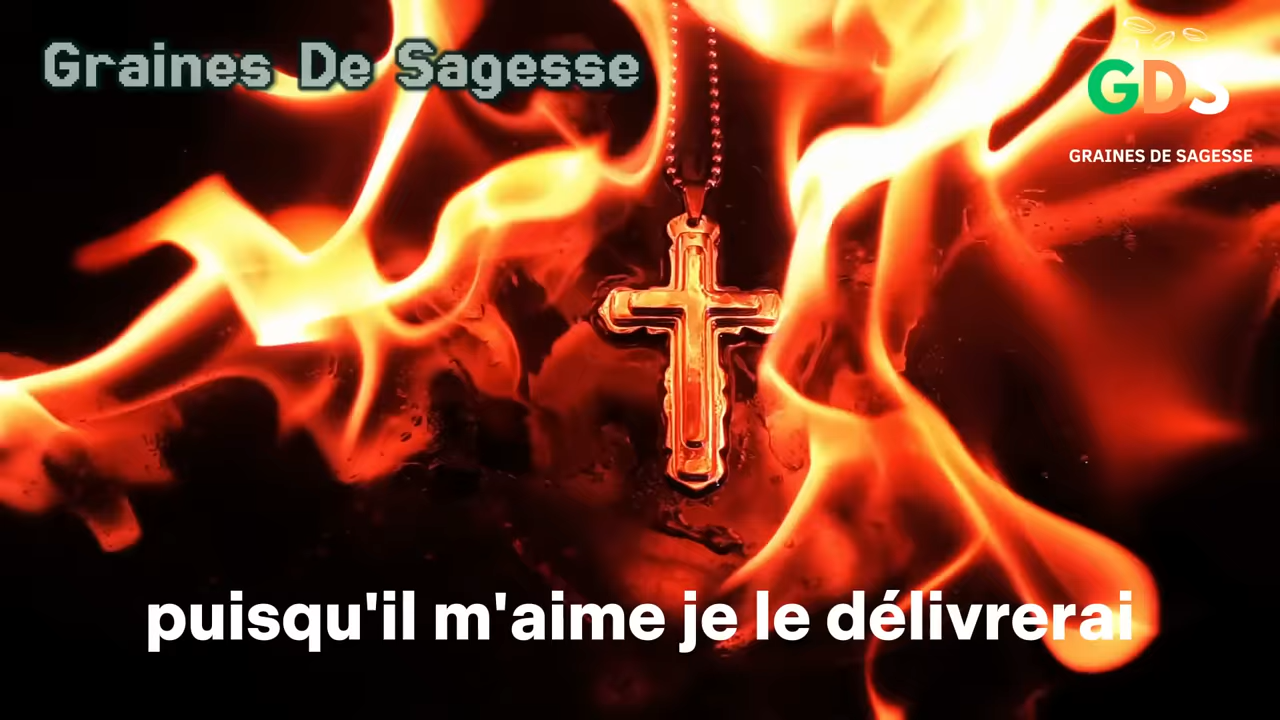 Graines De Sagesse
GDS
GRAINES DE SAGESSE
puisqu'il m'aime je le délivrerai